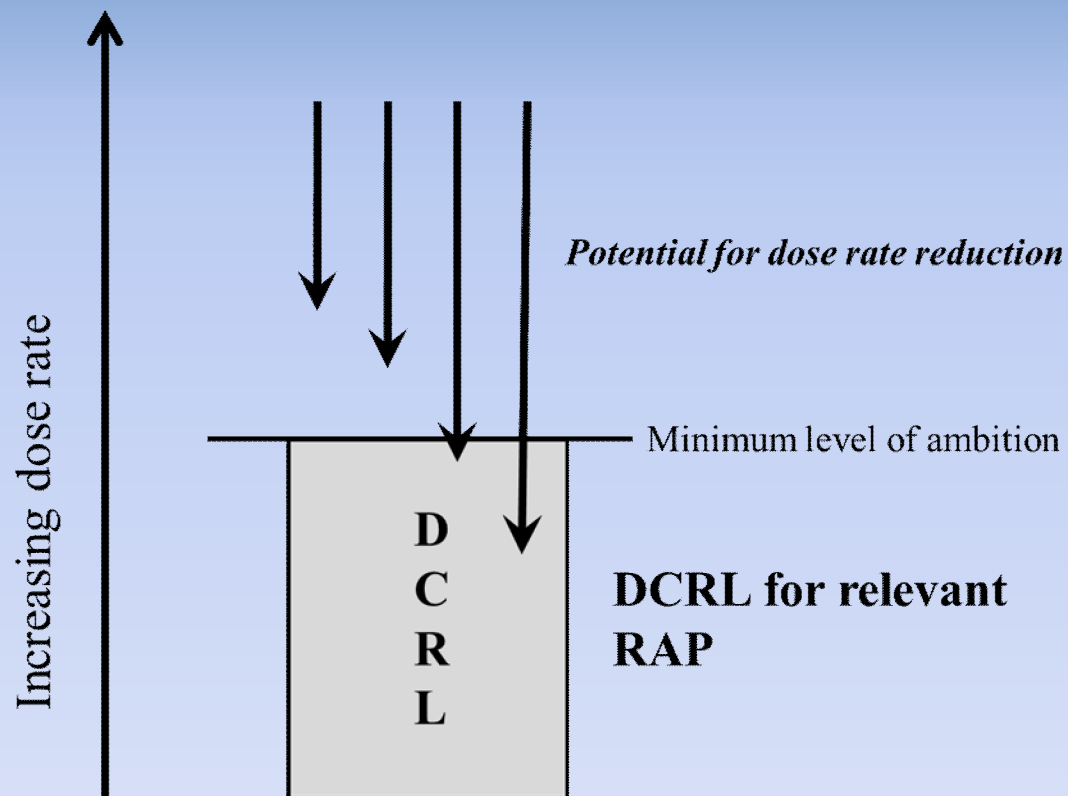 Increasing dose rate
Potential for dose rate reduction
Minimum level of ambition
D
C
R
L
DCRL for relevant
RAP